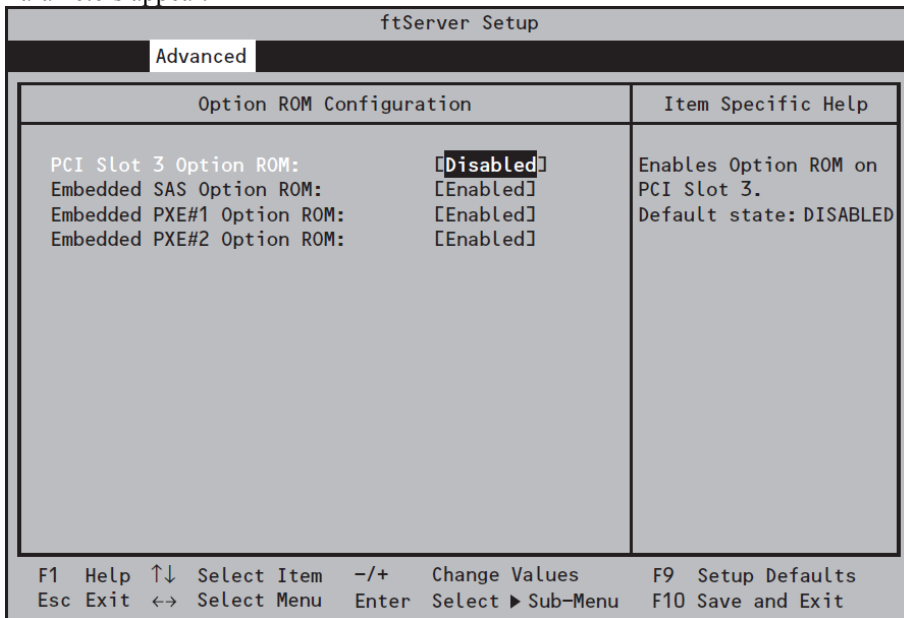 ftServer Setup
Advanced
Option ROM Configuration
Item Specific Help
PCI Slot 3 Option ROM: [Disabled]
Embedded SAS Option ROM: [Enabled]
Embedded PXE#1 Option ROM: [Enabled]
Embedded PXE#2 Option ROM: [Enabled]
Enables Option ROM on
PCI Slot 3.
Default state: DISABLED
F1 Help ↑↓ Select Item −/+ Change Values F9 Setup Defaults
Esc Exit ←→ Select Menu Enter Select ▶ Sub−Menu F10 Save and Exit